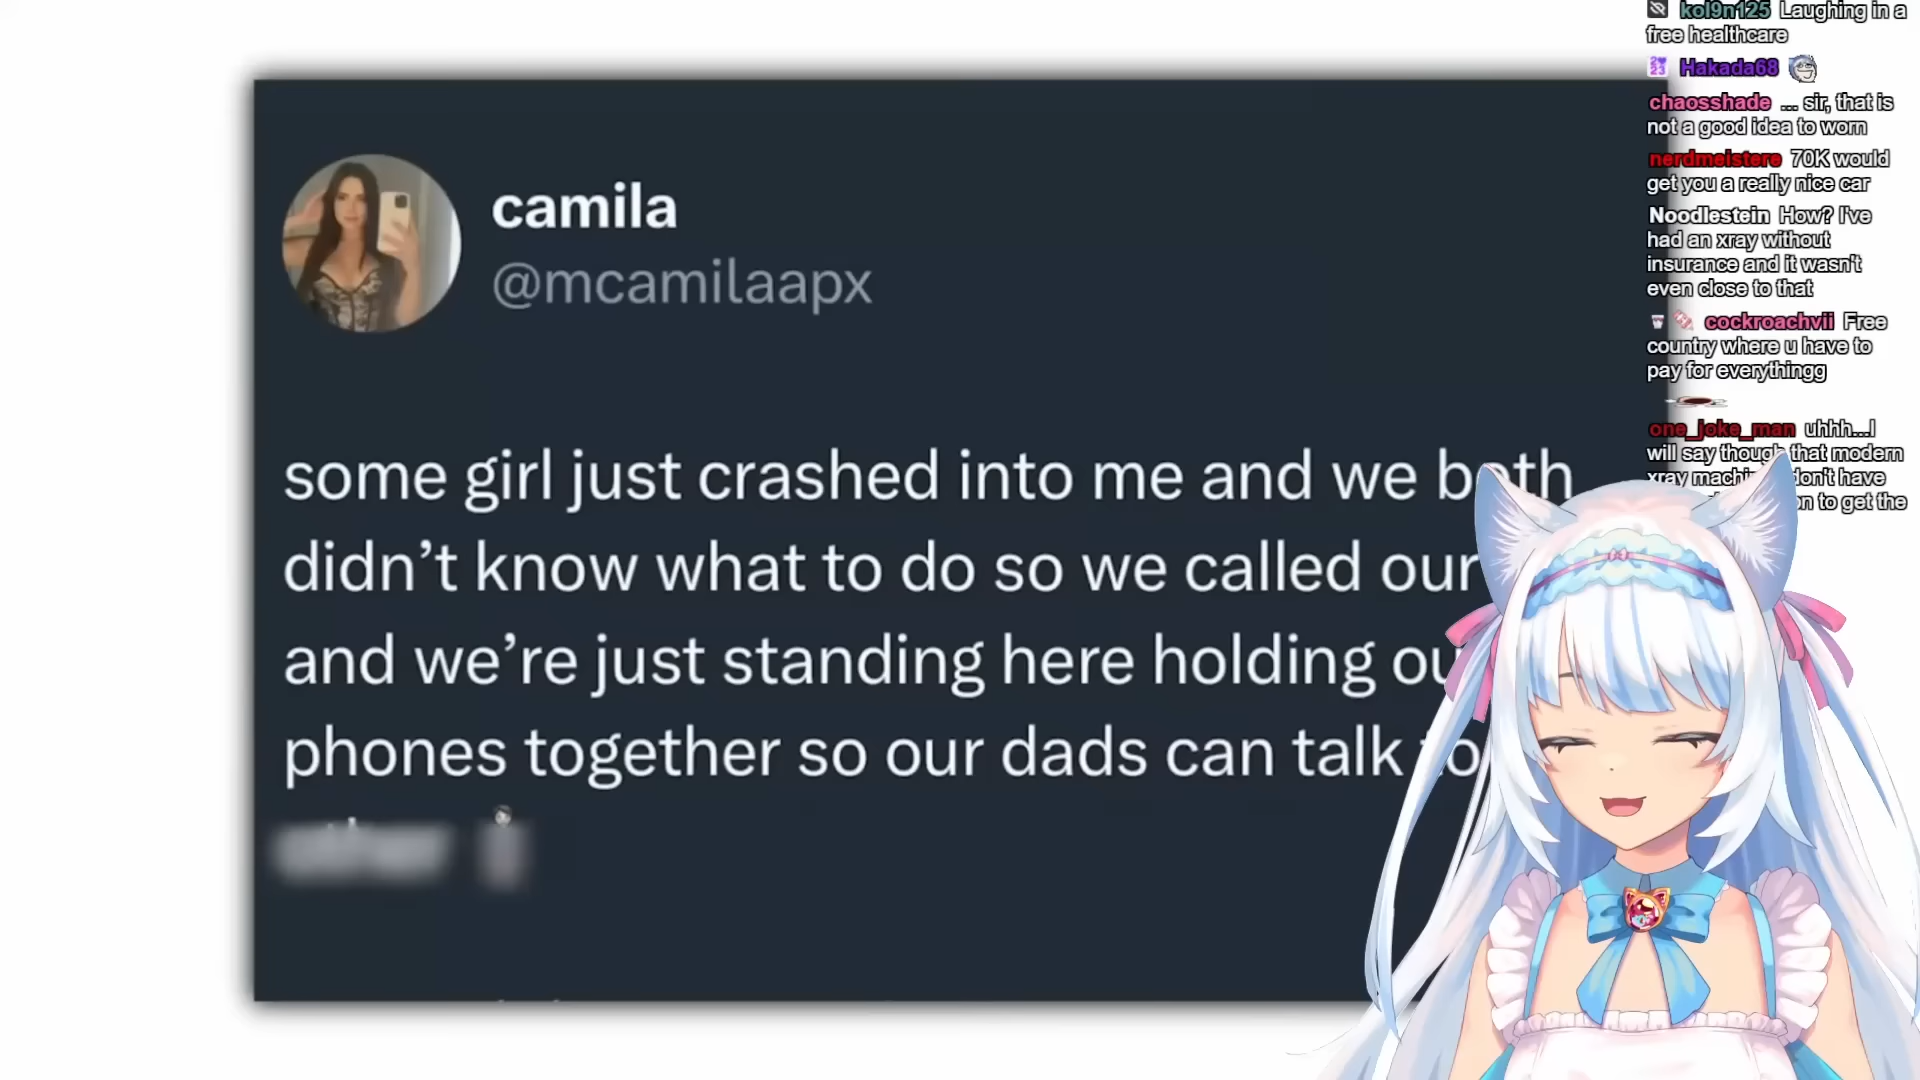 camila
@mcamilaapx
some girl just crashed into me and we both
didn't know what to do so we called our
and we're just standing here holding
phones together so our dads can talk
kol9n125 Laughing in a
free healthcare
Hakada68
chaosshade ... sir, that is
not a good idea to worn
nerdmeistere 70K would
get you a really nice car
Noodlestein How? I've
had an xray without
insurance and it wasn't
even close to that
cockroachvii Free
country where u have to
pay for everythingg
one_joke_man uhhh...I
will say though that modern
xray don't have
to get the